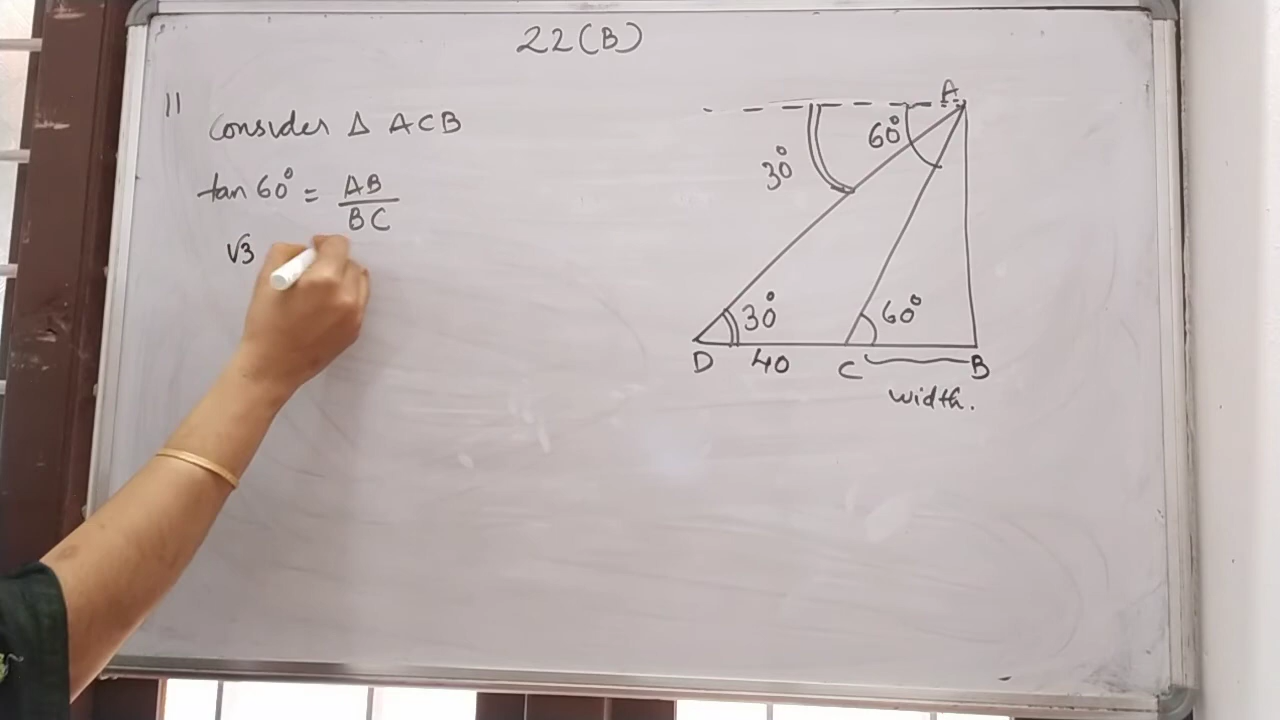 22(B)
11
Consider Δ ACB
tan 60° = AB/BC
√3
A
60°
30°
30°
60°
D 40 C B
width.